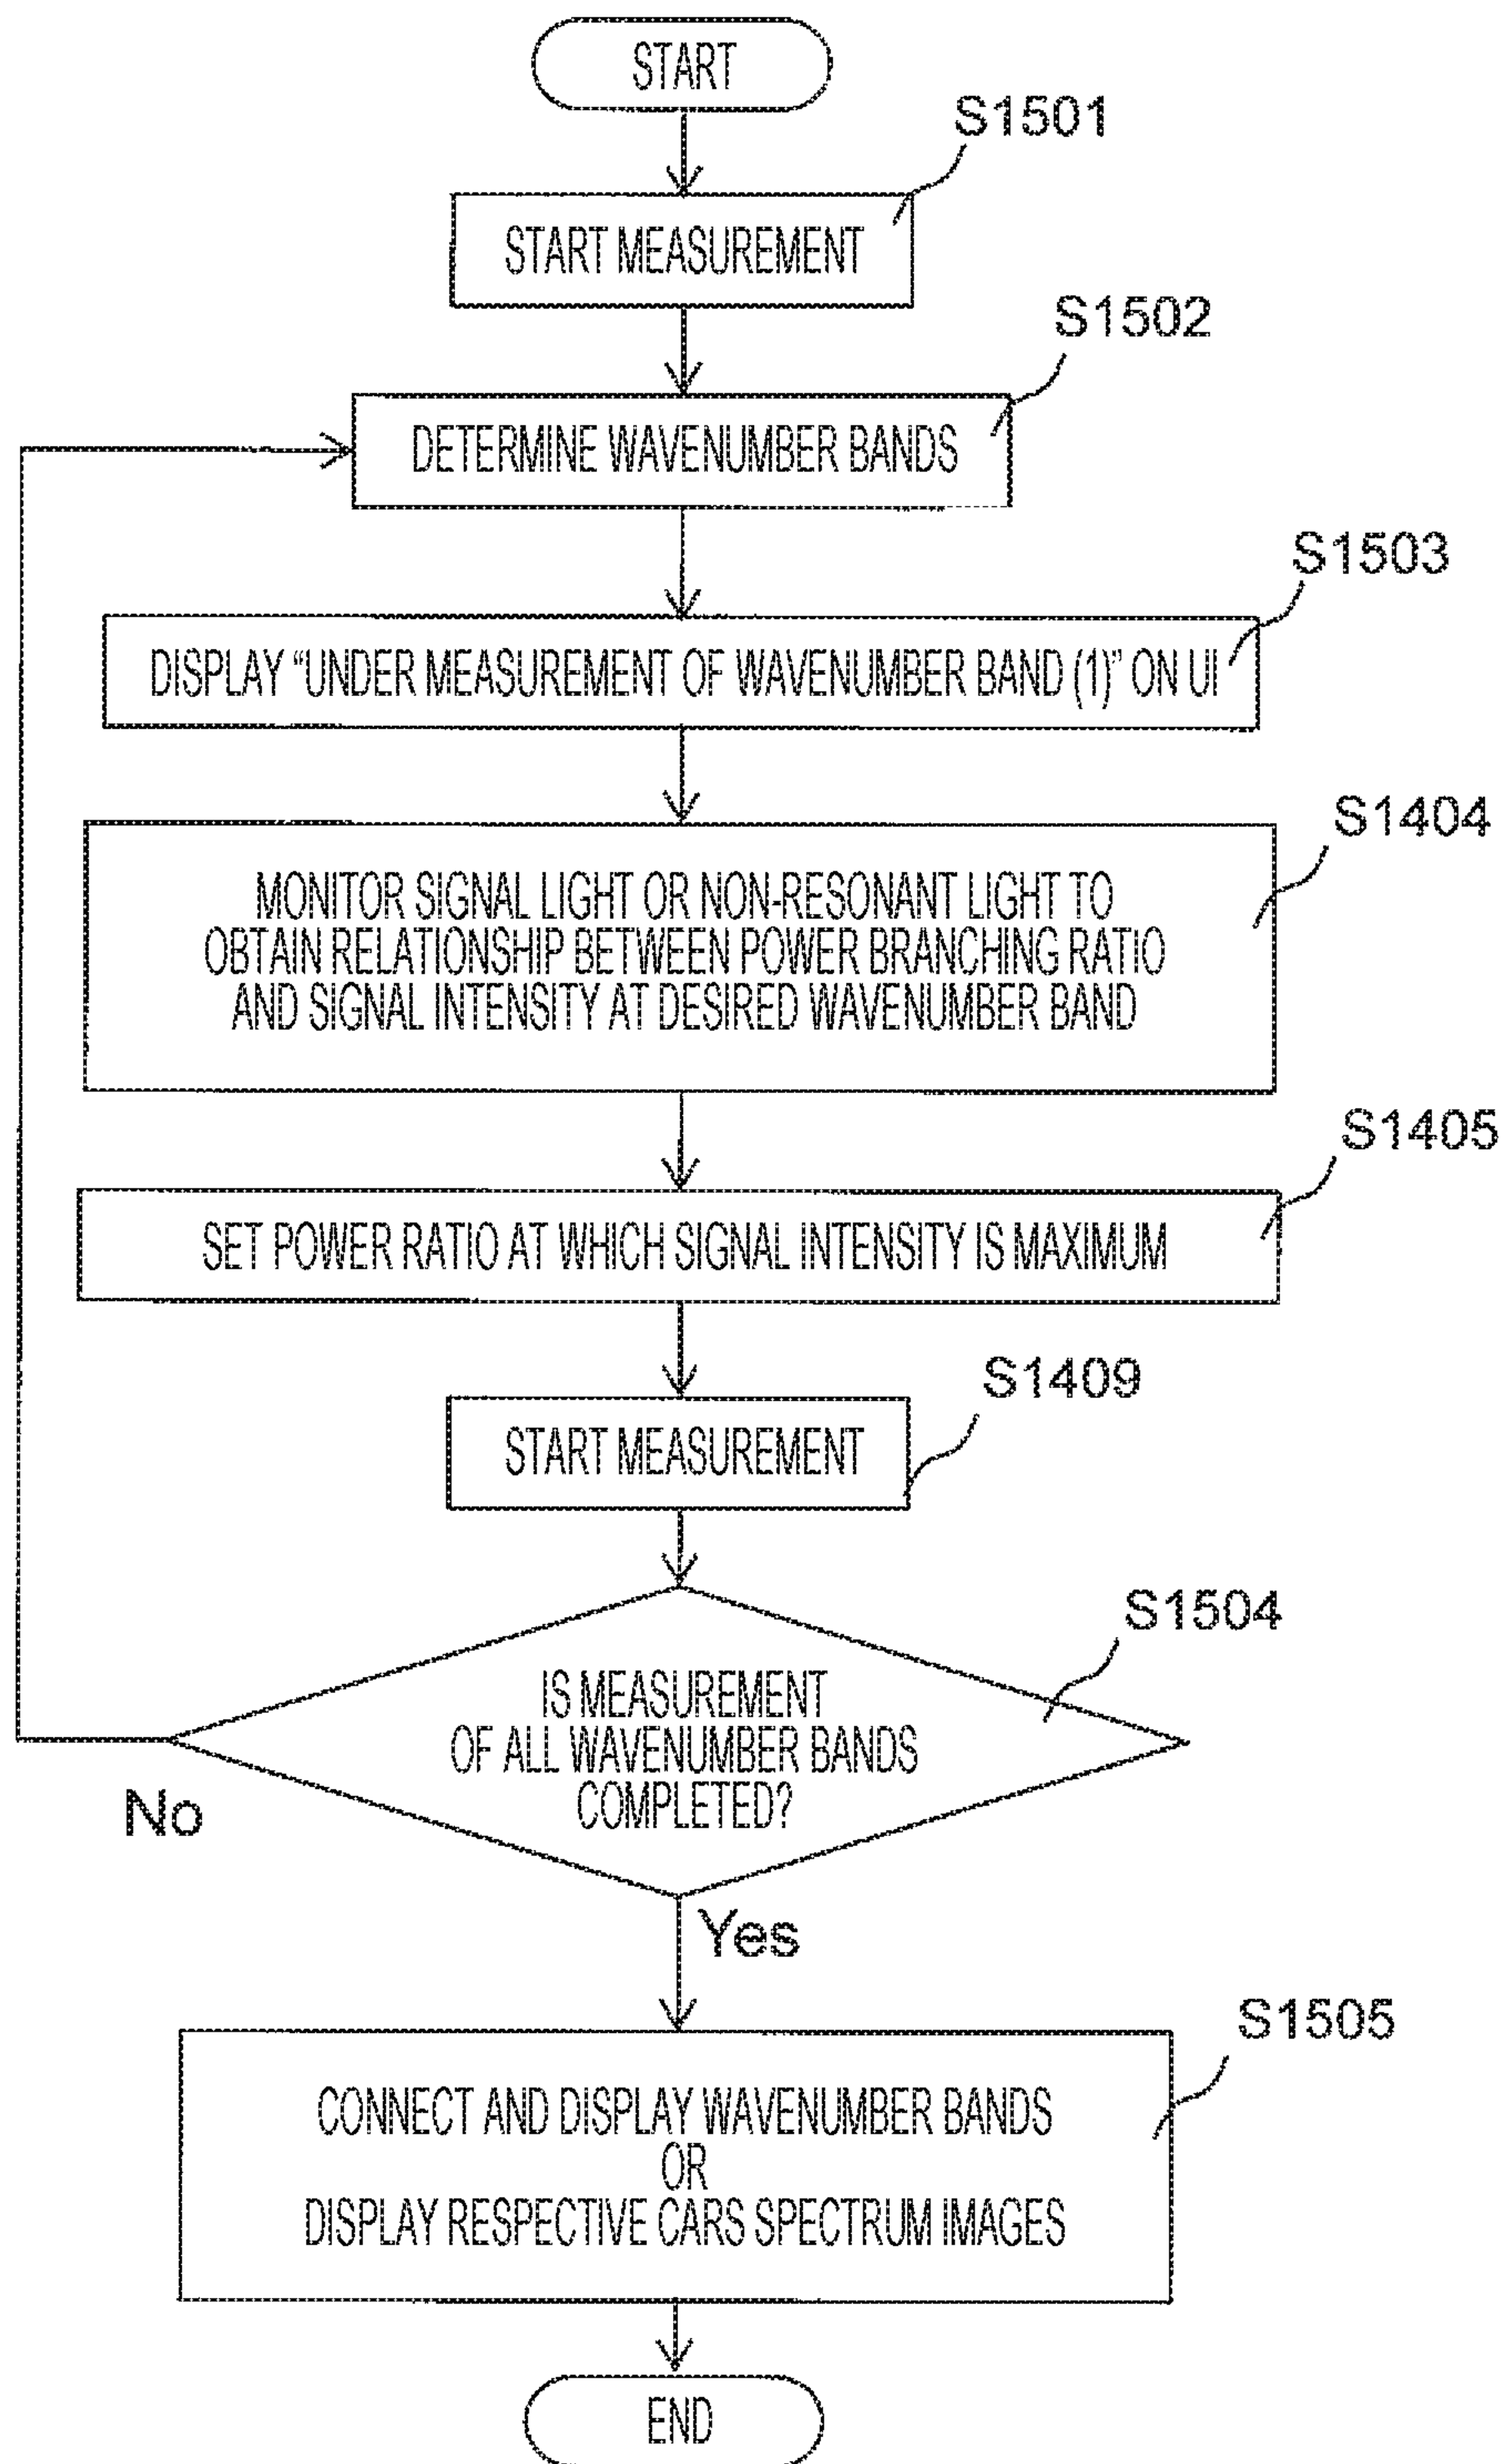 START
S1501
START MEASUREMENT
S1502
DETERMINE WAVENUMBER BANDS
S1503
DISPLAY “UNDER MEASUREMENT OF WAVENUMBER BAND (1)” ON UI
S1404
MONITOR SIGNAL LIGHT OR NON-RESONANT LIGHT TO
OBTAIN RELATIONSHIP BETWEEN POWER BRANCHING RATIO
AND SIGNAL INTENSITY AT DESIRED WAVENUMBER BAND
S1405
SET POWER RATIO AT WHICH SIGNAL INTENSITY IS MAXIMUM
S1409
START MEASUREMENT
S1504
IS MEASUREMENT
OF ALL WAVENUMBER BANDS
COMPLETED?
No
Yes
S1505
CONNECT AND DISPLAY WAVENUMBER BANDS
OR
DISPLAY RESPECTIVE CARS SPECTRUM IMAGES
END